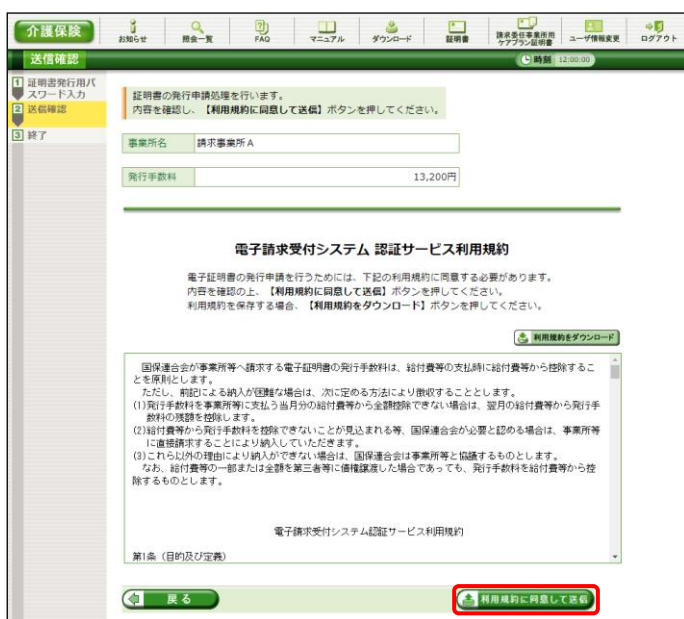 介護保険
お知らせ
照会一覧
FAQ
マニュアル
ダウンロード
証明書
請求委任事業所用
ケアプラン証明書
ユーザ情報変更
ログアウト
送信確認
時刻 12:00:00
1 証明書発行用パ
スワード入力
2 送信確認
3 終了
証明書の発行申請処理を行います。
内容を確認し、【利用規約に同意して送信】ボタンを押してください。
事業所名 請求事業所A
発行手数料 13,200円
電子請求受付システム 認証サービス利用規約
電子証明書の発行申請を行うためには、下記の利用規約に同意する必要があります。
内容を確認の上、【利用規約に同意して送信】ボタンを押してください。
利用規約を保存する場合、【利用規約をダウンロード】ボタンを押してください。
利用規約をダウンロード
国保連合会が事業所等へ請求する電子証明書の発行手数料は、給付費等の支払時に給付費等から控除するこ
とを原則とします。
ただし、前記による納入が困難な場合は、次に定める方法により徴収することとします。
(1)発行手数料を事業所等に支払う当月分の給付費等から全額控除できない場合は、翌月の給付費等から発行手
数料の残額を控除します。
(2)給付費等から発行手数料を控除できないことが見込まれる等、国保連合会が必要と認める場合は、事業所等
に直接請求することにより納入していただきます。
(3)これら以外の理由により納入ができない場合は、国保連合会は事業所等と協議するものとします。
なお、給付費等の一部または全額を第三者等に債権譲渡した場合であっても、発行手数料を給付費等から控
除するものとします。
電子請求受付システム認証サービス利用規約
第1条（目的及び定義）
戻る
利用規約に同意して送信